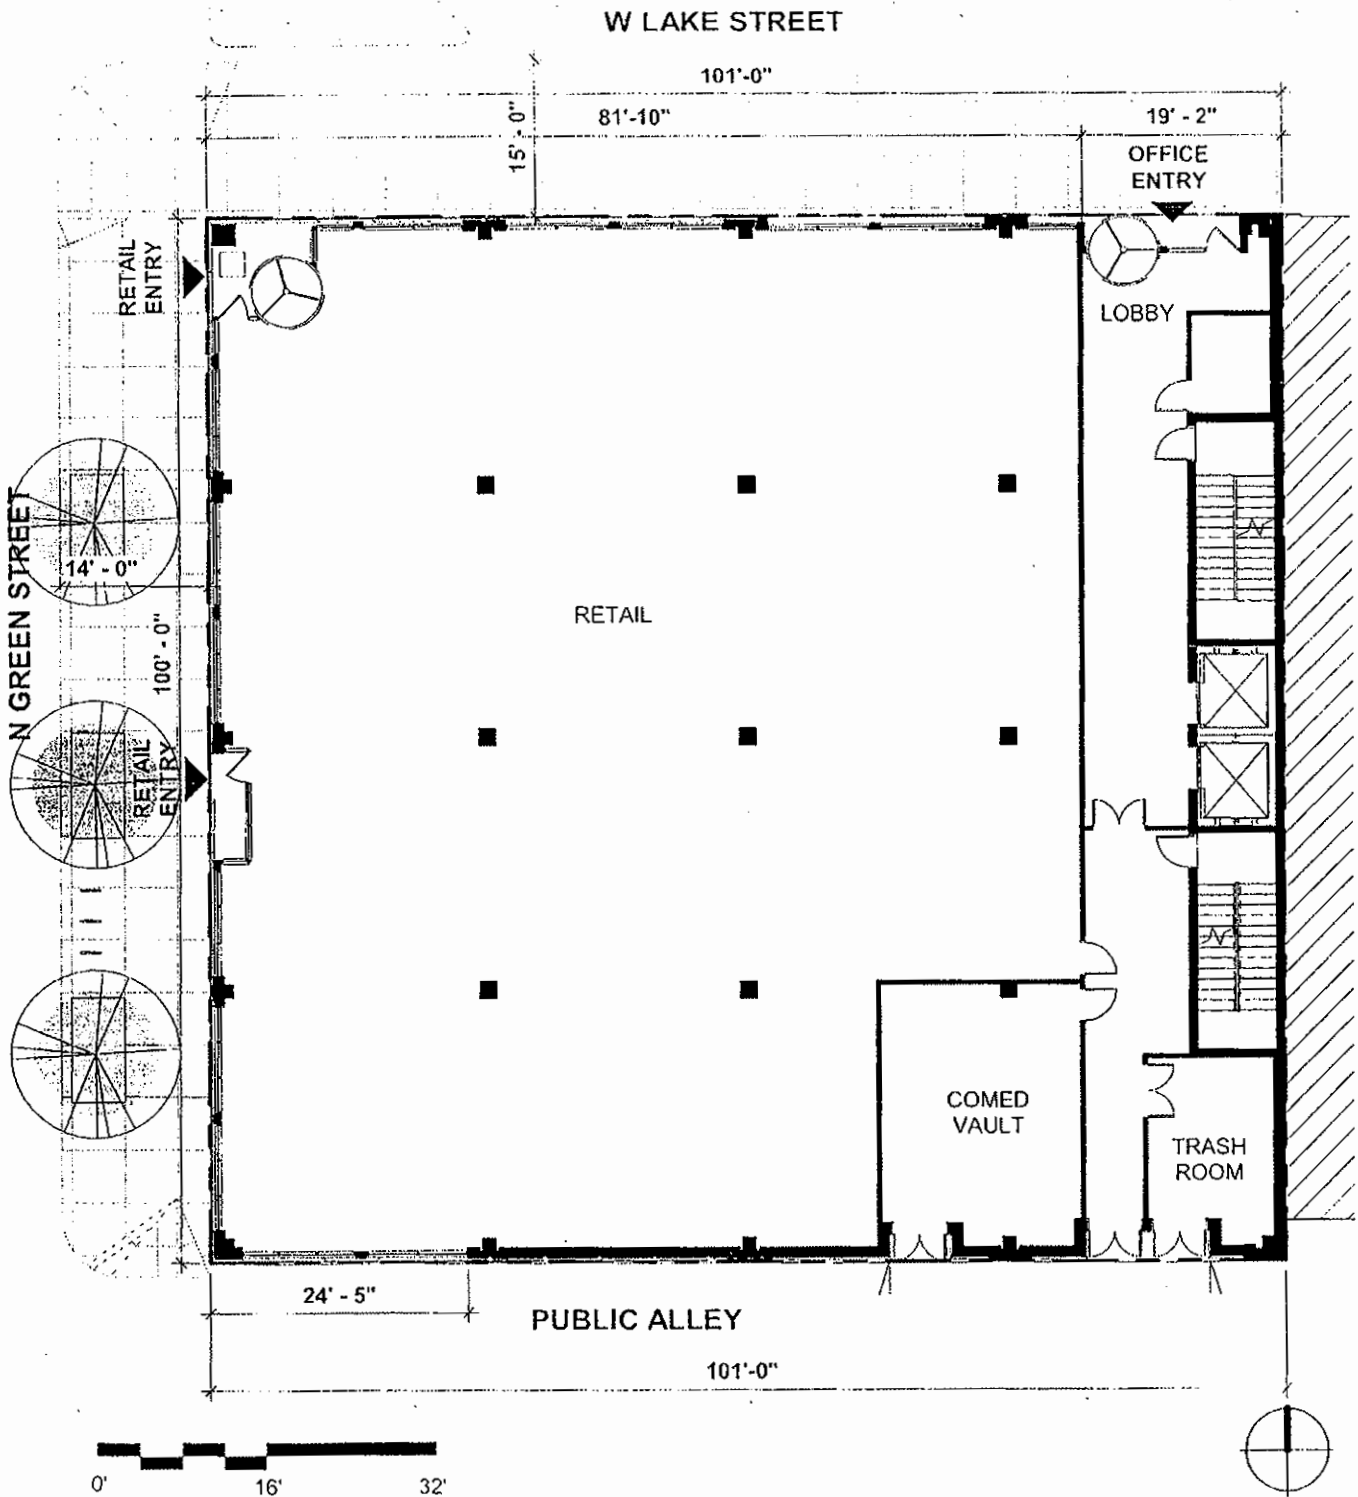 W LAKE STREET
101'-0"
81'-10"
19' - 2"
15' - 0"
OFFICE
ENTRY
RETAIL
ENTRY
LOBBY
N GREEN STREET
14' - 0"
100' - 0"
RETAIL
RETAIL
ENTRY
COMED
VAULT
TRASH
ROOM
24' - 5"
PUBLIC ALLEY
101'-0"
0'
16'
32'